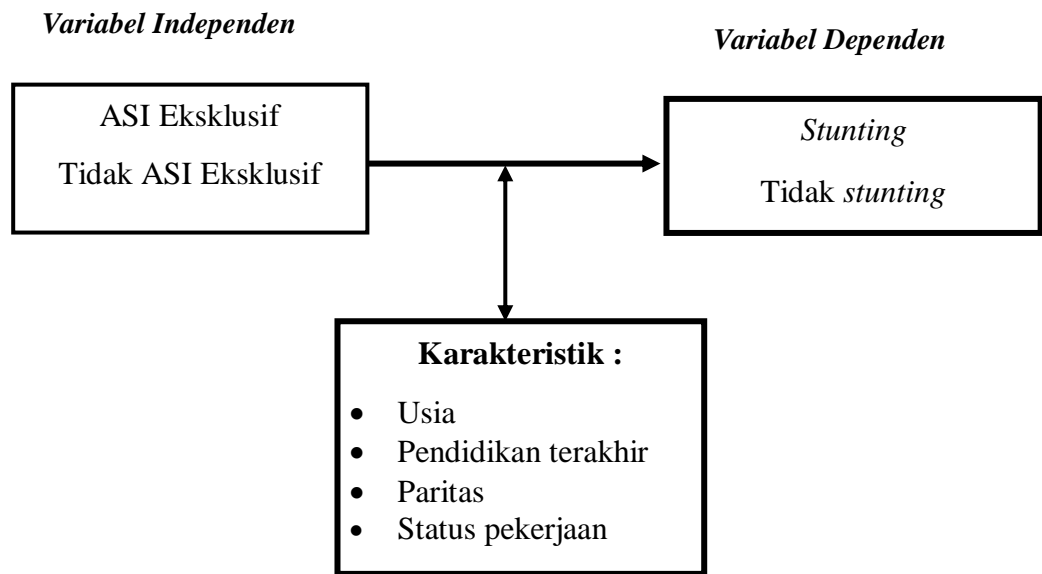 Variabel Independen
Variabel Dependen
ASI Eksklusif
Tidak ASI Eksklusif
Stunting
Tidak stunting
Karakteristik :
• Usia
• Pendidikan terakhir
• Paritas
• Status pekerjaan